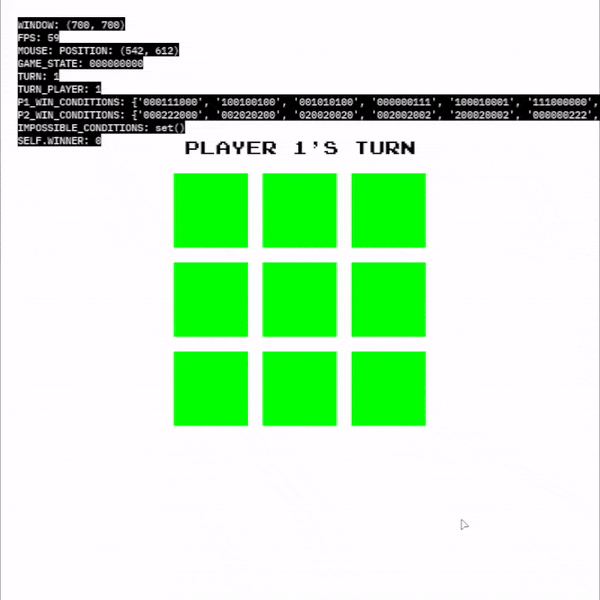 WINDOW: (700, 700)
FPS: 59
MOUSE: POSITION: (542, 612)
GAME_STATE: 000000000
TURN: 1
TURN_PLAYER: 1
P1_WIN_CONDITIONS: {'000111000', '100100100', '001010100', '000000111', '100010001', '111000000',
P2_WIN_CONDITIONS: {'000222000', '002020200', '020020020', '002002002', '200020002', '000000222',
IMPOSSIBLE_CONDITIONS: set()
SELF.WINNER: 0
PLAYER 1'S TURN